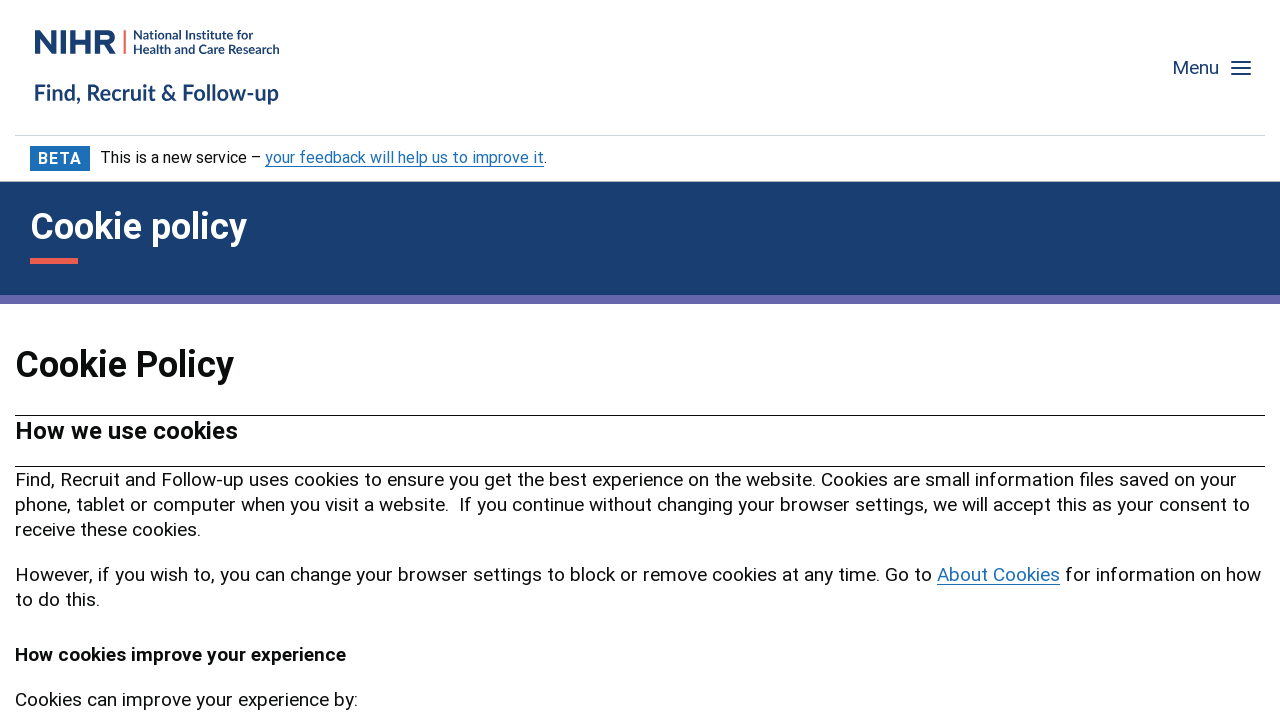 NIHR | National Institute for
Health and Care Research
Find, Recruit & Follow-up
Menu
BETA This is a new service – your feedback will help us to improve it.
Cookie policy
Cookie Policy
How we use cookies
Find, Recruit and Follow-up uses cookies to ensure you get the best experience on the website. Cookies are small information files saved on your
phone, tablet or computer when you visit a website.  If you continue without changing your browser settings, we will accept this as your consent to
receive these cookies.
However, if you wish to, you can change your browser settings to block or remove cookies at any time. Go to About Cookies for information on how
to do this.
How cookies improve your experience
Cookies can improve your experience by: